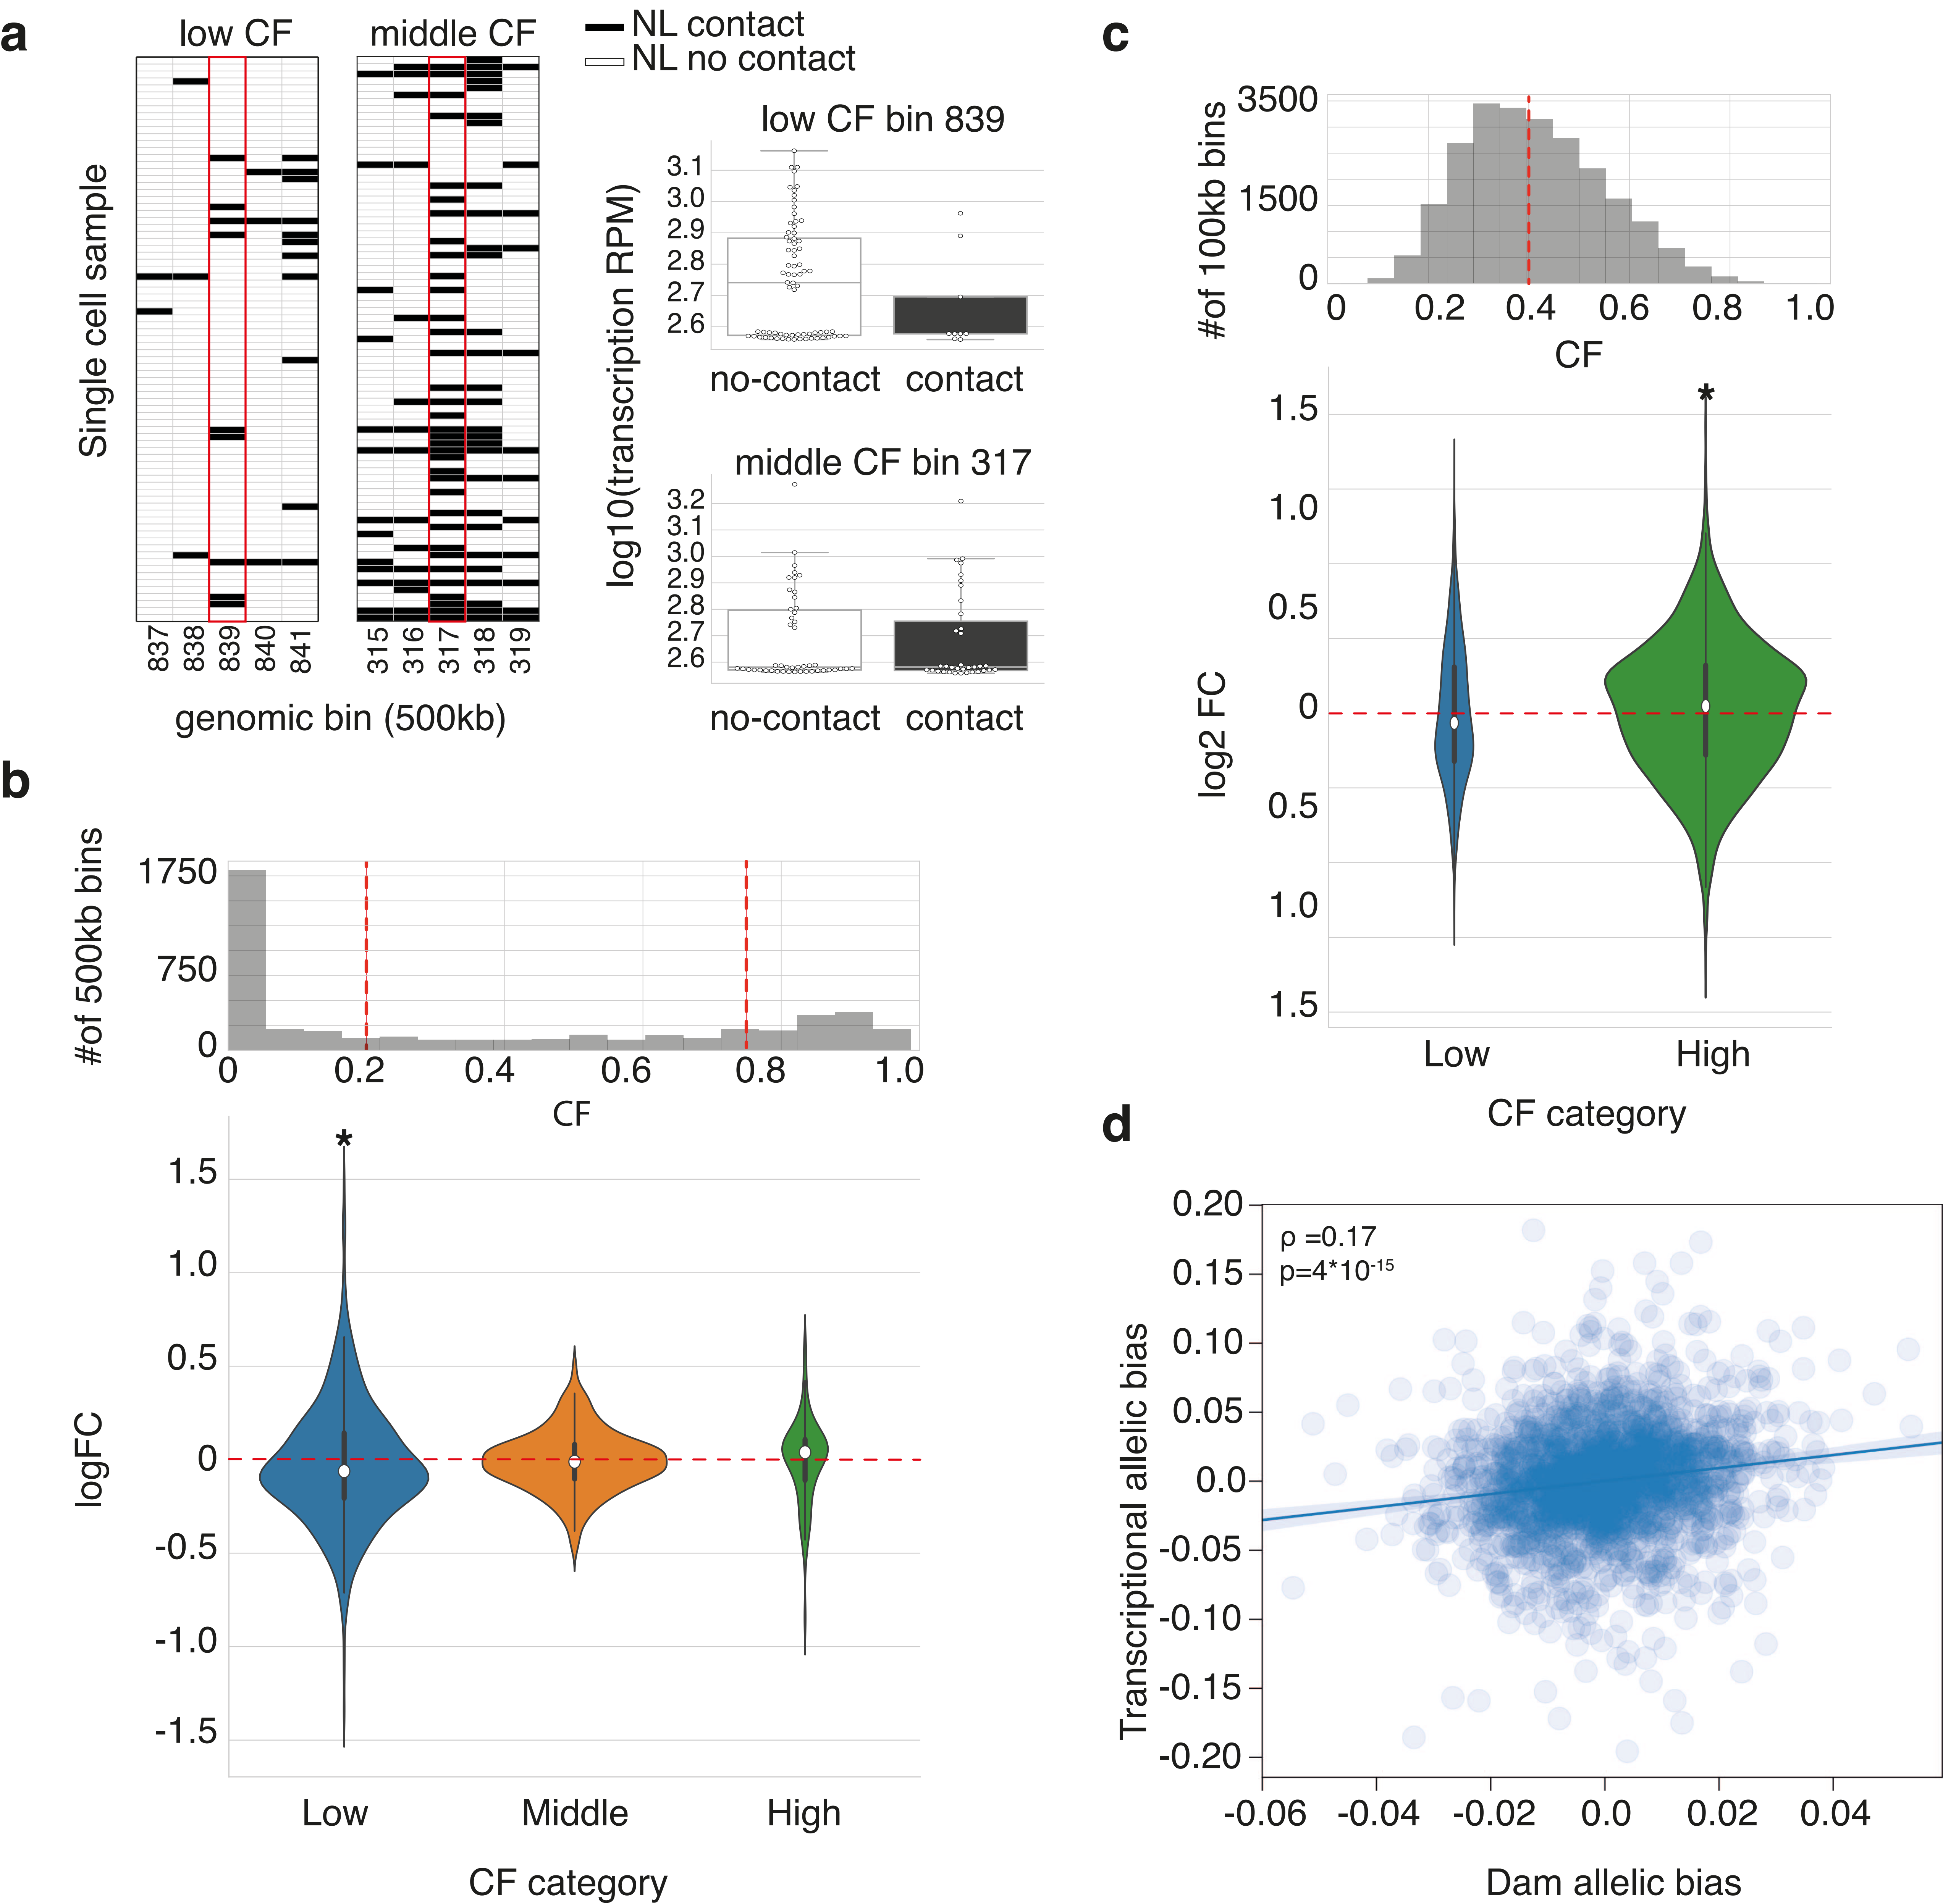 a
low CF
middle CF
NL contact
NL no contact
Single cell sample
837
838
839
840
841
315
316
317
318
319
genomic bin (500kb)
log10(transcription RPM)
low CF bin 839
3.1
3.0
2.9
2.8
2.7
2.6
no-contact
contact
middle CF bin 317
3.2
3.1
3.0
2.9
2.8
2.7
2.6
no-contact
contact
b
#of 500kb bins
1750
750
0
0
0.2
0.4
0.6
0.8
1.0
CF
*
logFC
1.5
1.0
0.5
0
-0.5
-1.0
-1.5
Low
Middle
High
CF category
c
#of 100kb bins
3500
1500
0
0
0.2
0.4
0.6
0.8
1.0
CF
*
log2 FC
1.5
1.0
0.5
0
0.5
1.0
1.5
Low
High
CF category
d
ρ =0.17
p=4*10⁻¹⁵
Transcriptional allelic bias
0.20
0.15
0.10
0.05
0.0
-0.05
-0.10
-0.15
-0.20
-0.06
-0.04
-0.02
0.0
0.02
0.04
Dam allelic bias